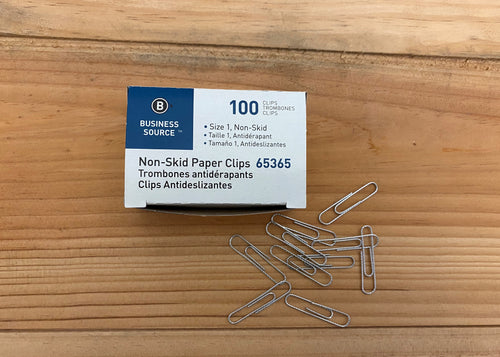 B
BUSINESS
SOURCE™
100 CLIPS
TROMBONES
CLIPS
• Size 1, Non-Skid
• Taille 1, Antidérapant
• Tamaño 1, Antideslizantes
Non-Skid Paper Clips 65365
Trombones antidérapants
Clips Antideslizantes